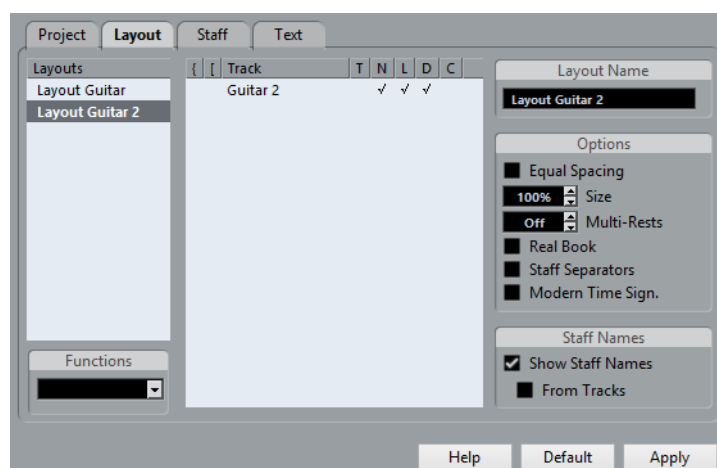 Project Layout Staff Text
Layouts
Layout Guitar
Layout Guitar 2
{ [ Track T N L D C
Guitar 2 √ √ √
Layout Name
Layout Guitar 2
Options
Equal Spacing
100% Size
Off Multi-Rests
Real Book
Staff Separators
Modern Time Sign.
Functions
Staff Names
Show Staff Names
From Tracks
Help Default Apply